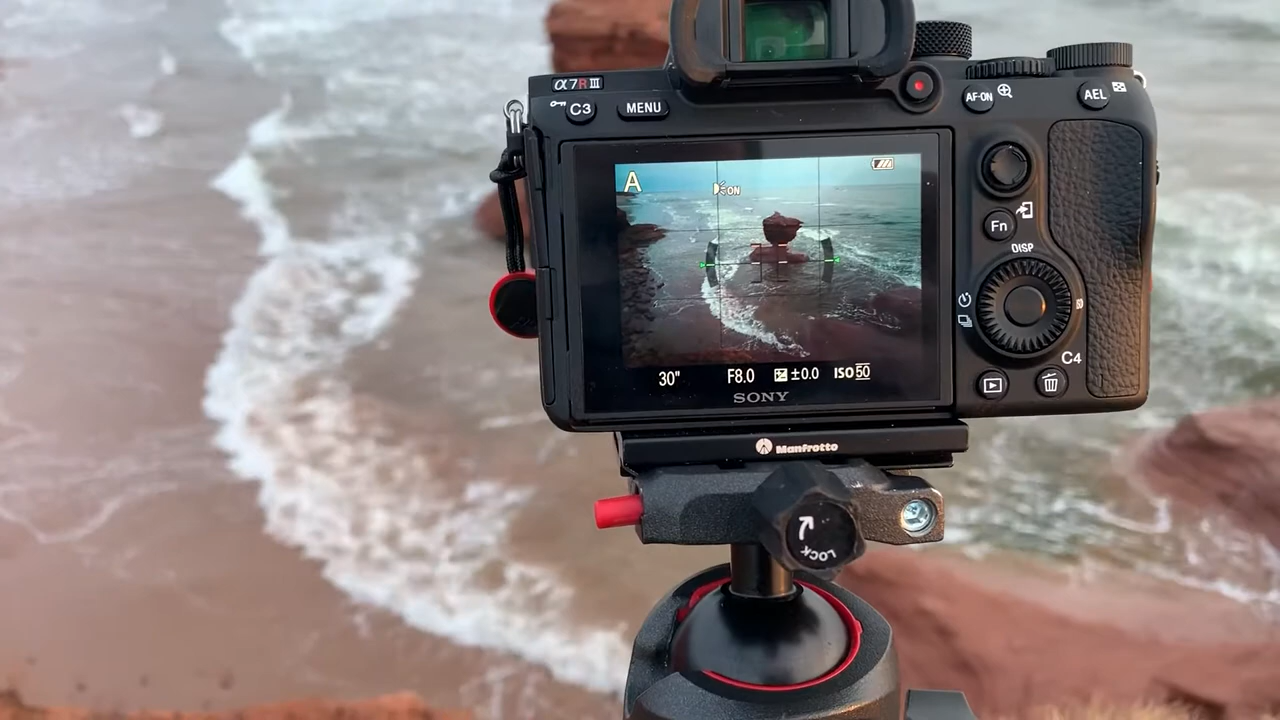 α7RIII
C3
MENU
AF-ON
AEL
A
ON
Fn
DISP
30" F8.0 ±0.0 ISO 50
C4
SONY
Manfrotto
LOCK